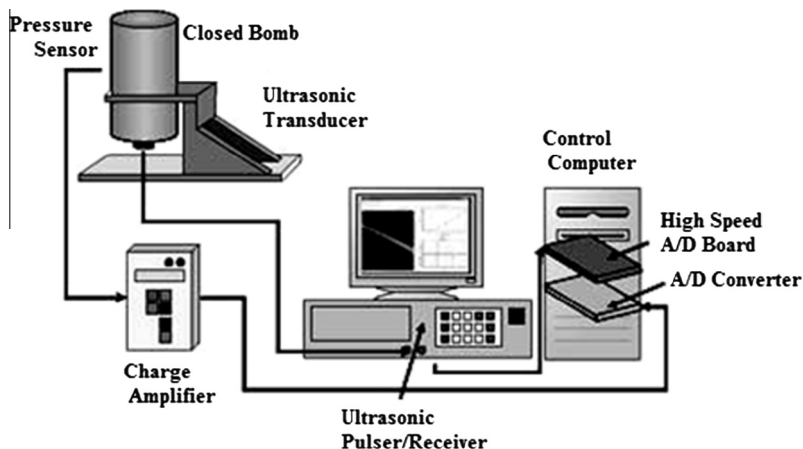 Pressure
Sensor
Closed Bomb
Ultrasonic
Transducer
Control
Computer
High Speed
A/D Board
A/D Converter
Charge
Amplifier
Ultrasonic
Pulser/Receiver